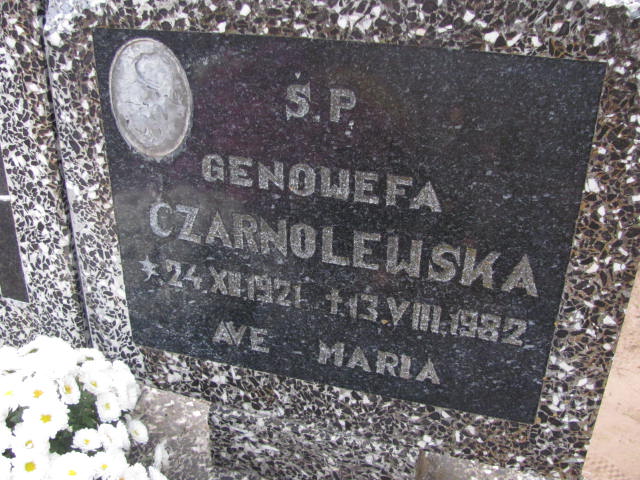 Ś.P.
GENOWEFA
CZARNOLEWSKA
* 24.XII.1921 †13.VIII.1982
AVE MARIA